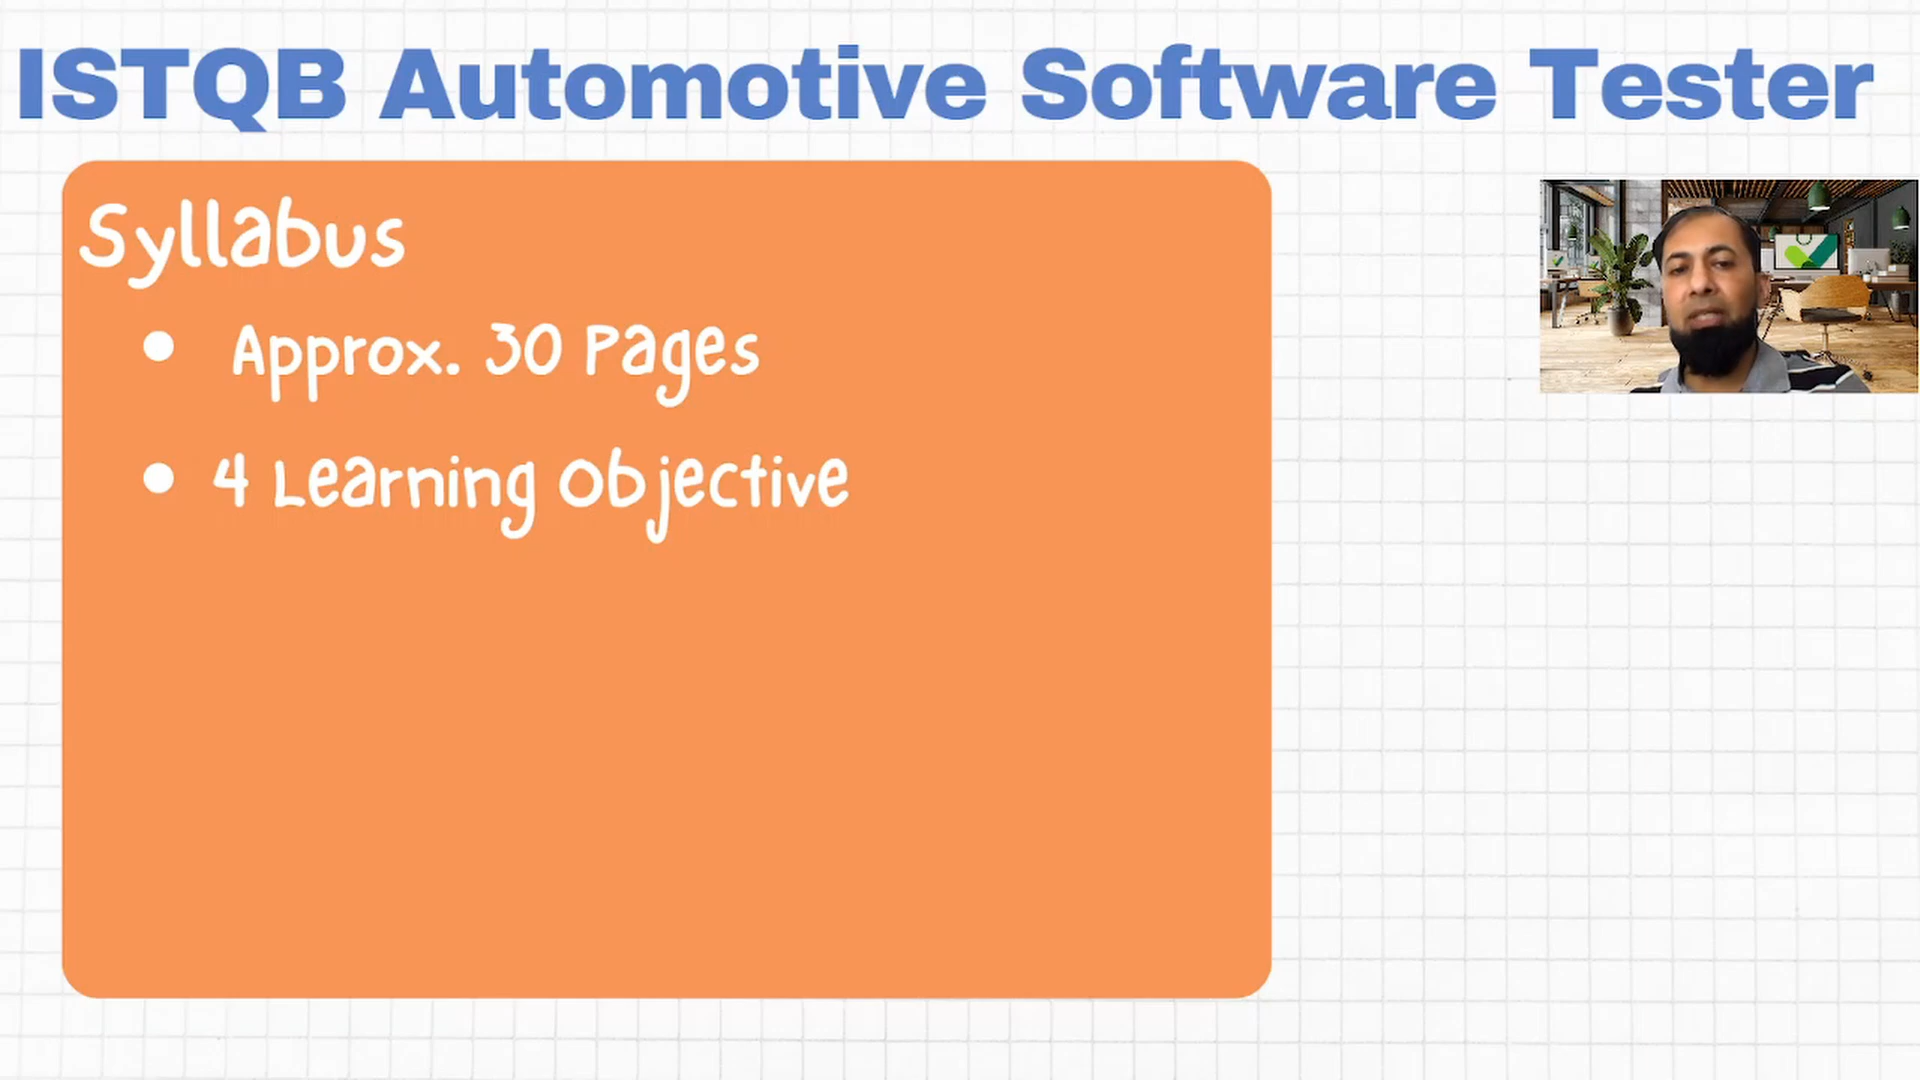 ISTQB Automotive Software Tester
Syllabus
• Approx. 30 Pages
• 4 Learning Objective